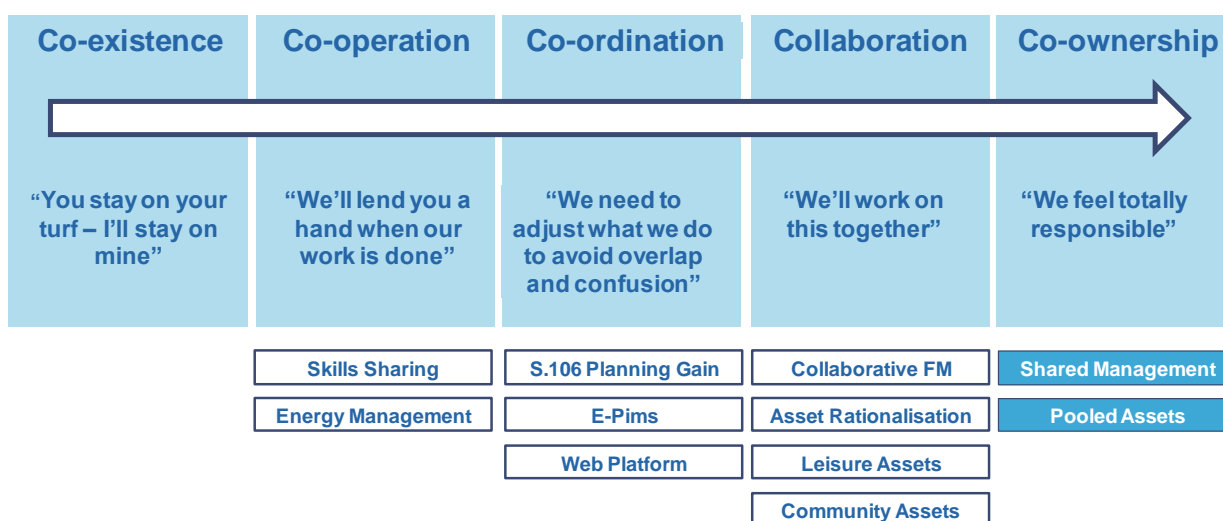 Co-existence
Co-operation
Co-ordination
Collaboration
Co-ownership
“You stay on your
turf – I’ll stay on
mine”
“We’ll lend you a
hand when our
work is done”
“We need to
adjust what we do
to avoid overlap
and confusion”
“We’ll work on
this together”
“We feel totally
responsible”
Skills Sharing
Energy Management
S.106 Planning Gain
E-Pims
Web Platform
Collaborative FM
Asset Rationalisation
Leisure Assets
Community Assets
Shared Management
Pooled Assets